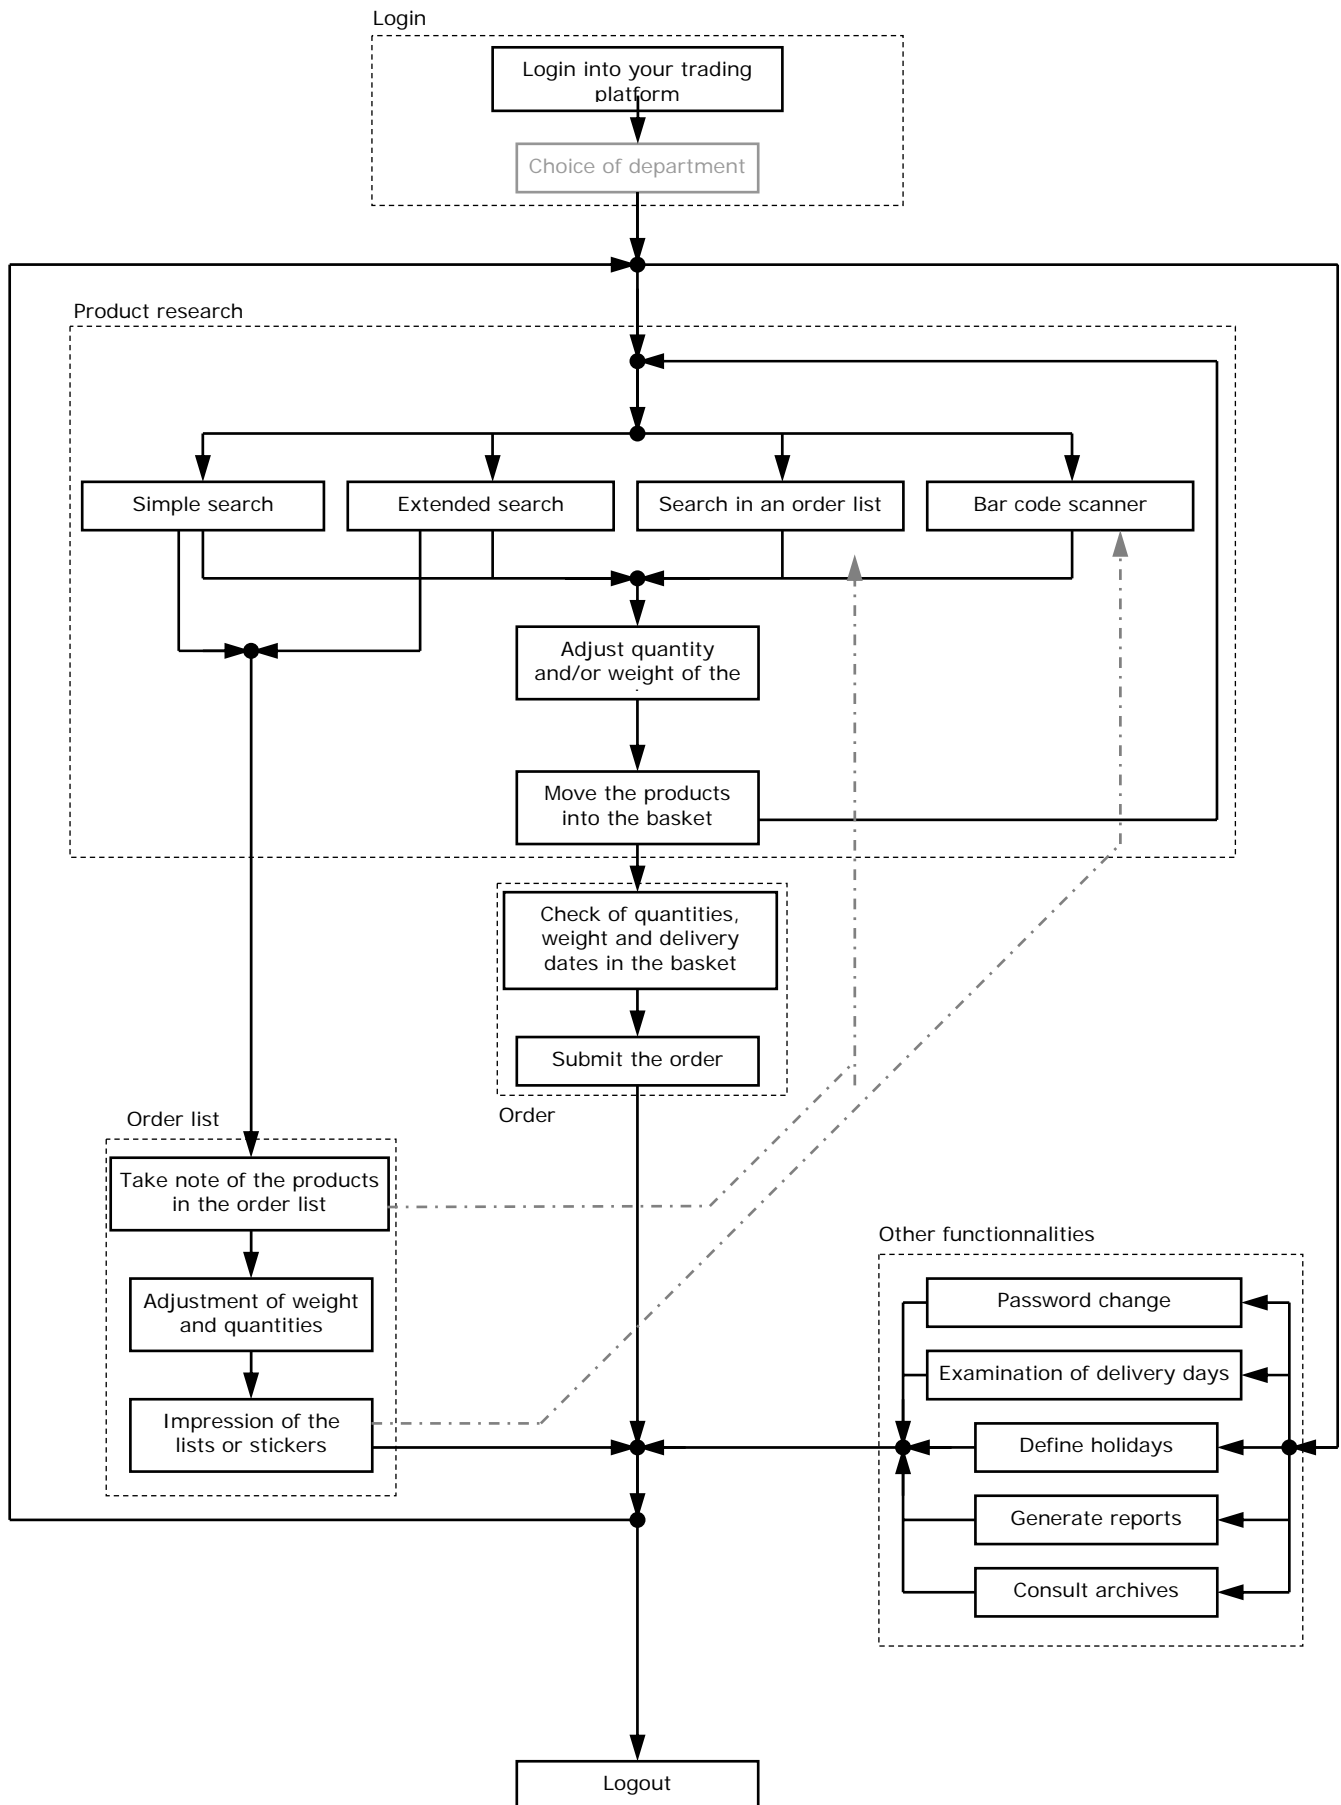 Login
Login into your trading
platform
Choice of department
Product research
Simple search
Extended search
Search in an order list
Bar code scanner
Adjust quantity
and/or weight of the
Move the products
into the basket
Check of quantities,
weight and delivery
dates in the basket
Submit the order
Order
Order list
Take note of the products
in the order list
Adjustment of weight
and quantities
Impression of the
lists or stickers
Other functionnalities
Password change
Examination of delivery days
Define holidays
Generate reports
Consult archives
Logout